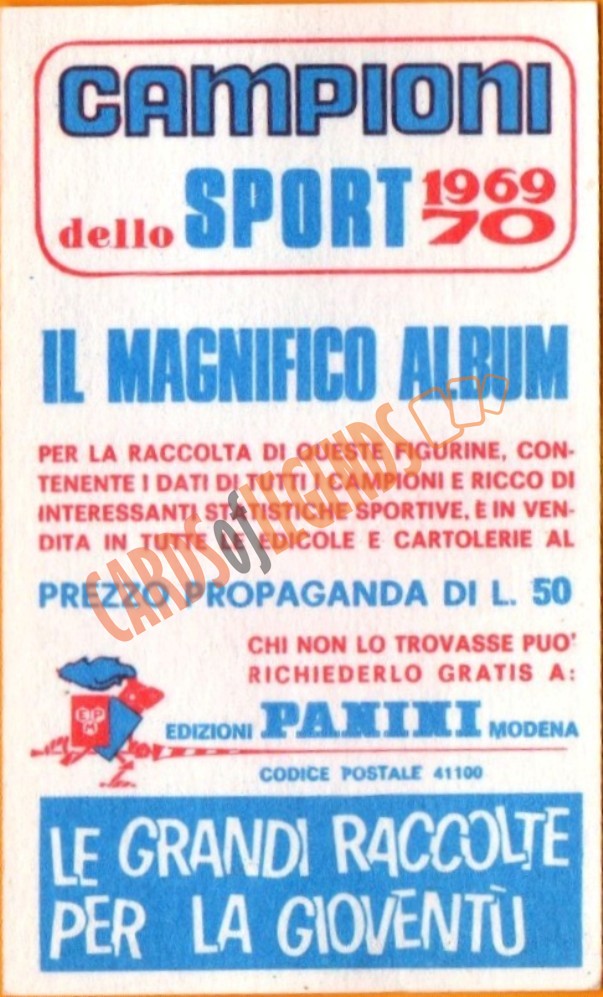 CAMPIONI
dello SPORT 1969
70
IL MAGNIFICO ALBUM
PER LA RACCOLTA DI QUESTE FIGURINE, CON-
TENENTE I DATI DI TUTTI I CAMPIONI E RICCO DI
INTERESSANTI STATISTICHE SPORTIVE, È IN VEN-
DITA IN TUTTE LE EDICOLE E CARTOLERIE AL
PREZZO PROPAGANDA DI L. 50
CHI NON LO TROVASSE PUO'
RICHIEDERLO GRATIS A:
EDIZIONI PANINI MODENA
CODICE POSTALE 41100
LE GRANDI RACCOLTE
PER LA GIOVENTÙ
CARDS of LEGENDS